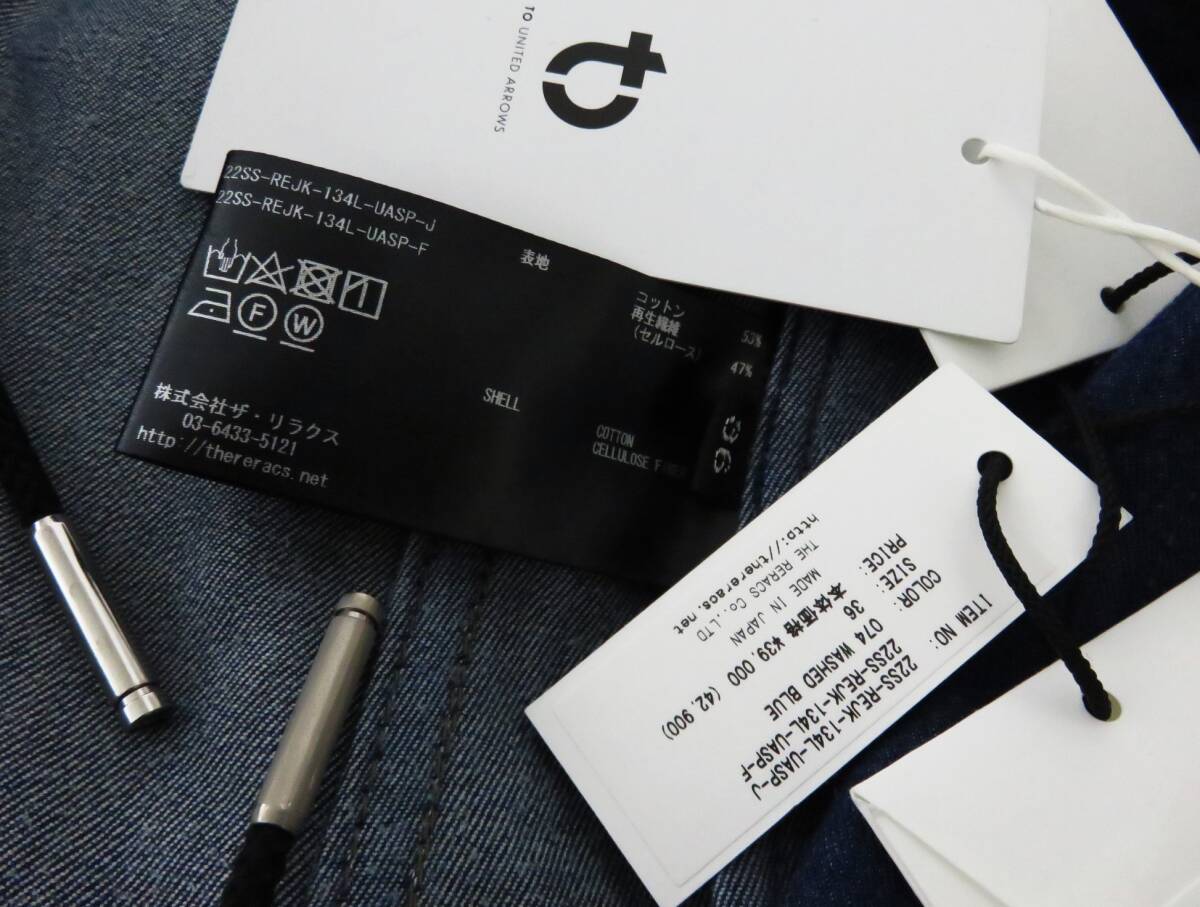 TO UNITED ARROWS
22SS-REJK-134L-UASP-J
22SS-REJK-134L-UASP-F
F
W
株式会社ザ・リラクス
03-6433-5121
http://thereracs.net
表地
コットン 53%
再生繊維
(セルロース) 47%
SHELL
COTTON
CELLULOSE
ITEM NO: 22SS-REJK-134L-UASP-J
22SS-REJK-134L-UASP-F
COLOR: 074 WASHED BLUE
SIZE: 36
PRICE: 本体価格 ¥39,000 (42,900)
MADE IN JAPAN
THE RERACS Co.,LTD
http://thereracs.net